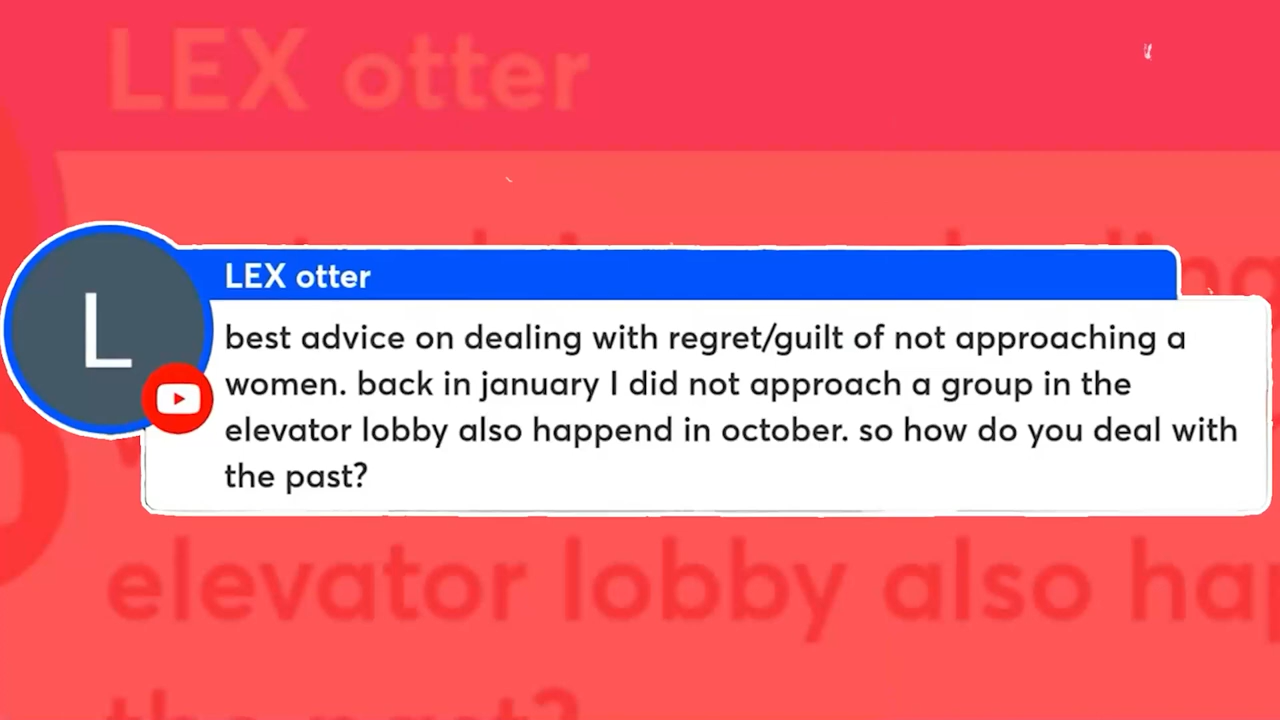 LEX otter
L
LEX otter
best advice on dealing with regret/guilt of not approaching a
women. back in january I did not approach a group in the
elevator lobby also happend in october. so how do you deal with
the past?
elevator lobby also hap
the past?